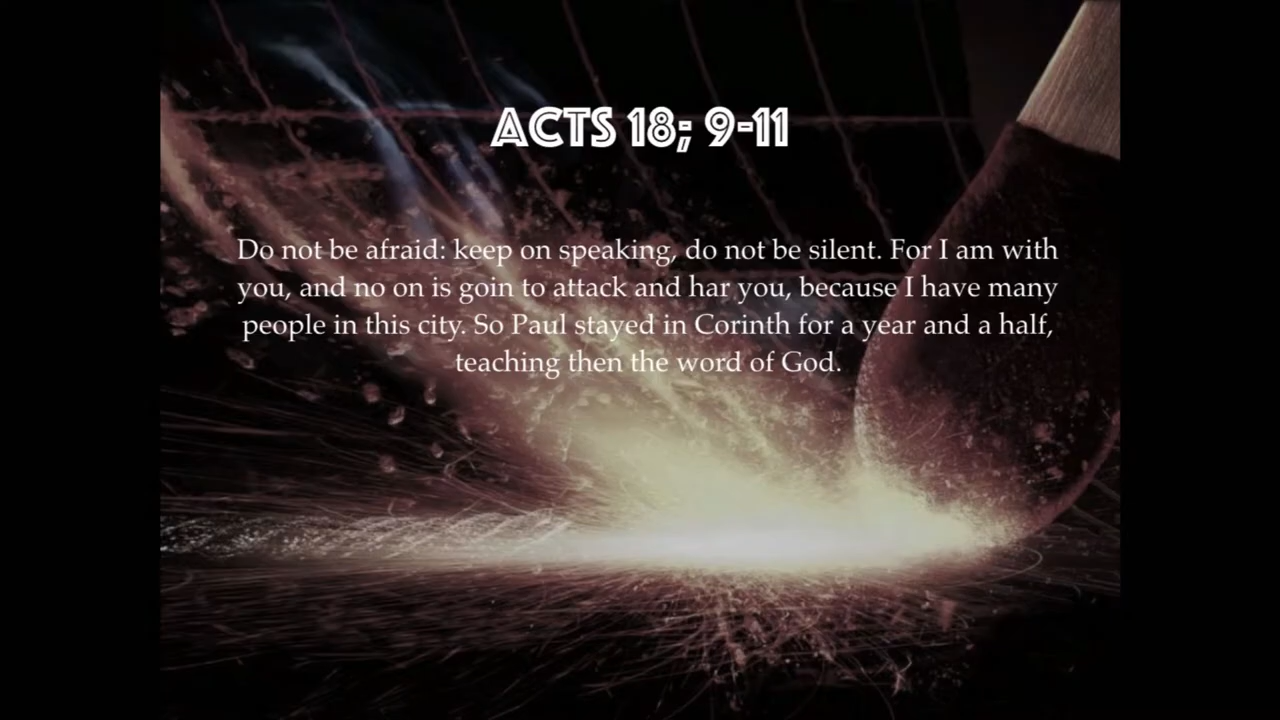 ACTS 18; 9-11
Do not be afraid: keep on speaking, do not be silent. For I am with
you, and no on is goin to attack and har you, because I have many
people in this city. So Paul stayed in Corinth for a year and a half,
teaching then the word of God.